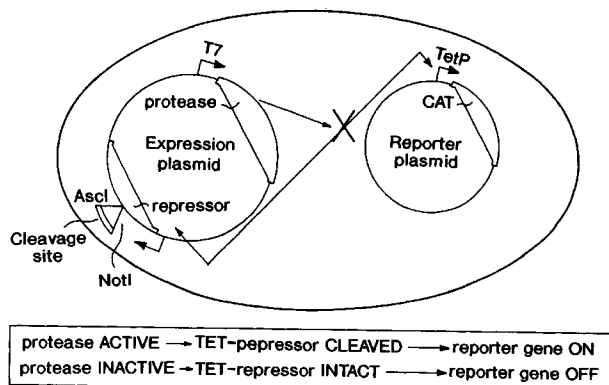 T7
TetP
protease
CAT
Expression
plasmid
Reporter
plasmid
AscI
repressor
Cleavage
site
NotI
protease ACTIVE → TET-pepressor CLEAVED → reporter gene ON
protease INACTIVE → TET-repressor INTACT → reporter gene OFF